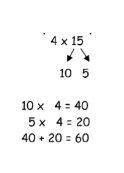 4 x 15
10 5
10 x 4 = 40
5 x 4 = 20
40 + 20 = 60